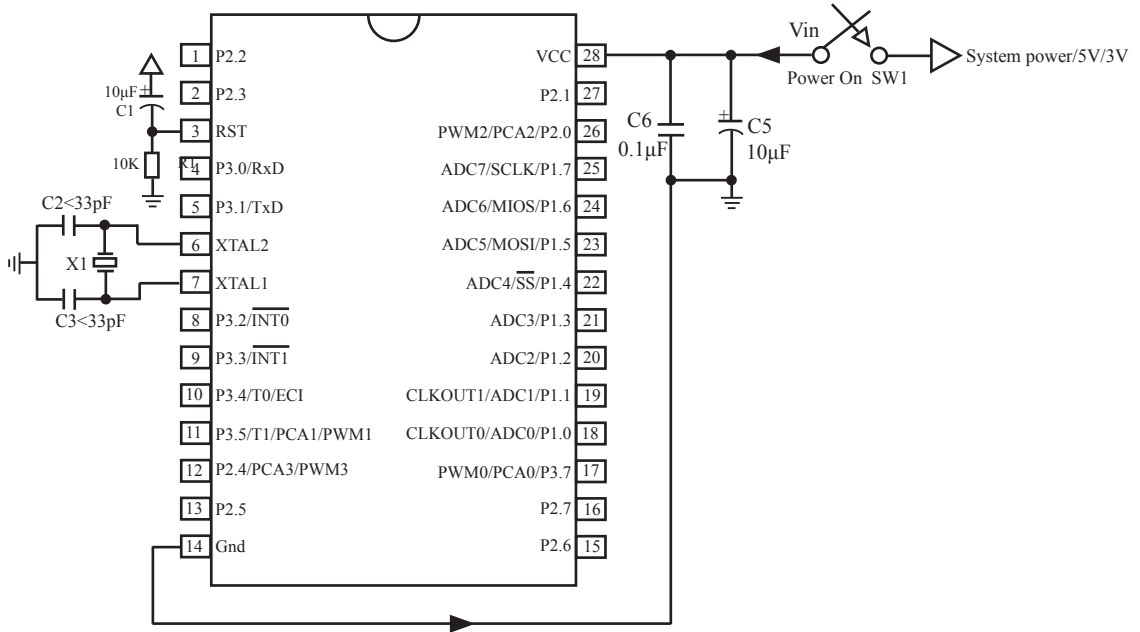 Vin
Power On SW1
System power/5V/3V
10μF+
C1
10K
R1
C2<33pF
X1
C3<33pF
1 P2.2
2 P2.3
3 RST
4 P3.0/RxD
5 P3.1/TxD
6 XTAL2
7 XTAL1
8 P3.2/INT0
9 P3.3/INT1
10 P3.4/T0/ECI
11 P3.5/T1/PCA1/PWM1
12 P2.4/PCA3/PWM3
13 P2.5
14 Gnd
VCC 28
P2.1 27
PWM2/PCA2/P2.0 26
ADC7/SCLK/P1.7 25
ADC6/MIOS/P1.6 24
ADC5/MOSI/P1.5 23
ADC4/SS/P1.4 22
ADC3/P1.3 21
ADC2/P1.2 20
CLKOUT1/ADC1/P1.1 19
CLKOUT0/ADC0/P1.0 18
PWM0/PCA0/P3.7 17
P2.7 16
P2.6 15
C6
0.1μF
+
C5
10μF